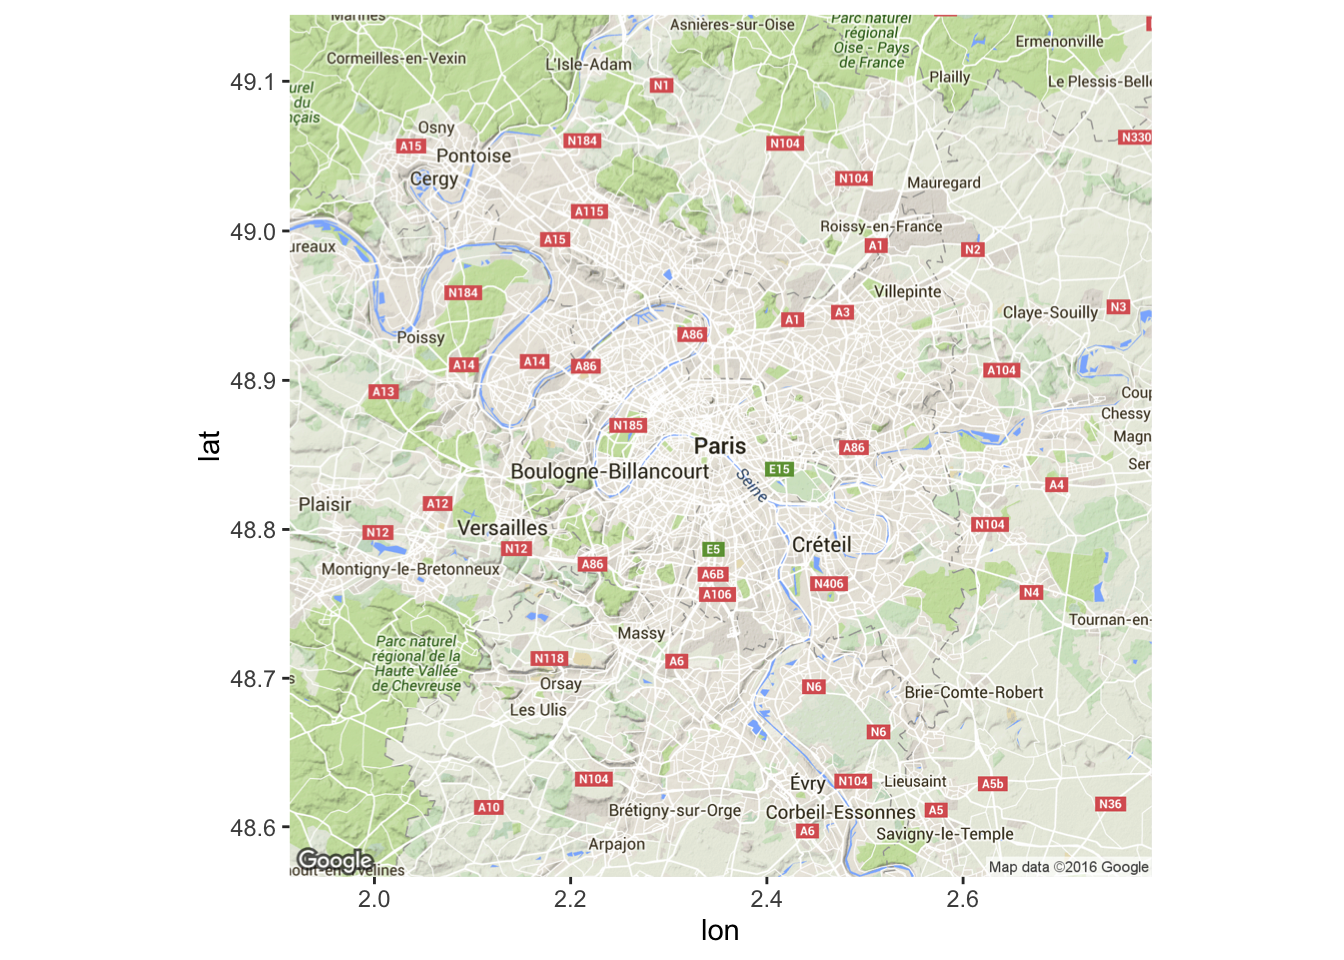 Marines
Asnières-sur-Oise
Parc naturel
régional
Oise - Pays
de France
Ermenonville
Cormeilles-en-Vexin
L'Isle-Adam
Plailly
Le Plessis-Belle
49.1
N1
urel
du
nçais
Osny
A15
Pontoise
N184
N104
N330
Cergy
N104
Mauregard
A115
49.0
Roissy-en-France
A15
A1
N2
ureaux
N184
Villepinte
A1
A3
Claye-Souilly
N3
Poissy
A86
A14
A14
A86
A104
48.9
A13
Coup
Chessy
N185
Magn
lat
Paris
A86
Ser
Boulogne-Billancourt
E15
Seine
A4
Plaisir
A12
N12
Versailles
N104
48.8
N12
E5
Créteil
Montigny-le-Bretonneux
A86
A6B
N406
A106
N4
Tournan-en-
Parc naturel
régional de la
Haute Vallée
de Chevreuse
Massy
N118
A6
48.7
s
Orsay
N6
Brie-Comte-Robert
Les Ulis
N6
N104
Évry
N104
Lieusaint
A5b
A10
Brétigny-sur-Orge
Corbeil-Essonnes
A5
N36
48.6
A6
Savigny-le-Temple
Arpajon
Google
Map data ©2016 Google
2.0
2.2
2.4
2.6
lon